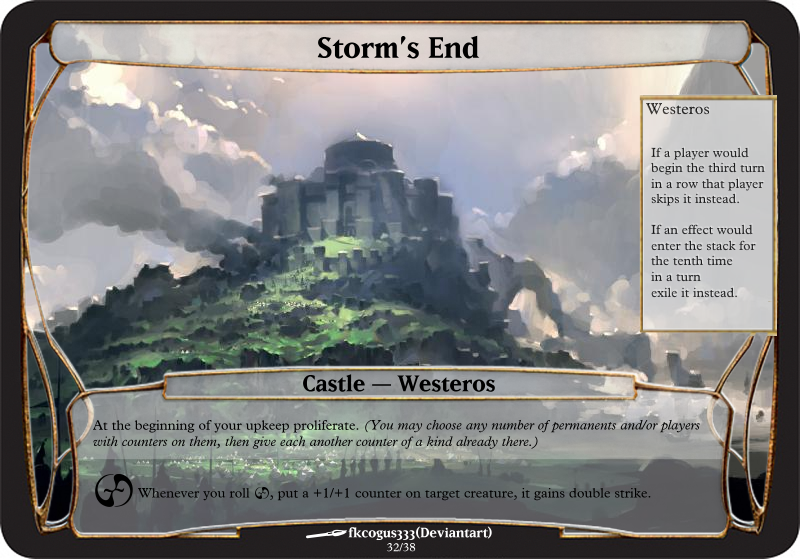 Storm's End
Westeros
If a player would
begin the third turn
in a row that player
skips it instead.
If an effect would
enter the stack for
the tenth time
in a turn
exile it instead.
Castle — Westeros
At the beginning of your upkeep proliferate. (You may choose any number of permanents and/or players
with counters on them, then give each another counter of a kind already there.)
Whenever you roll , put a +1/+1 counter on target creature, it gains double strike.
fkcogus333(Deviantart)
32/38